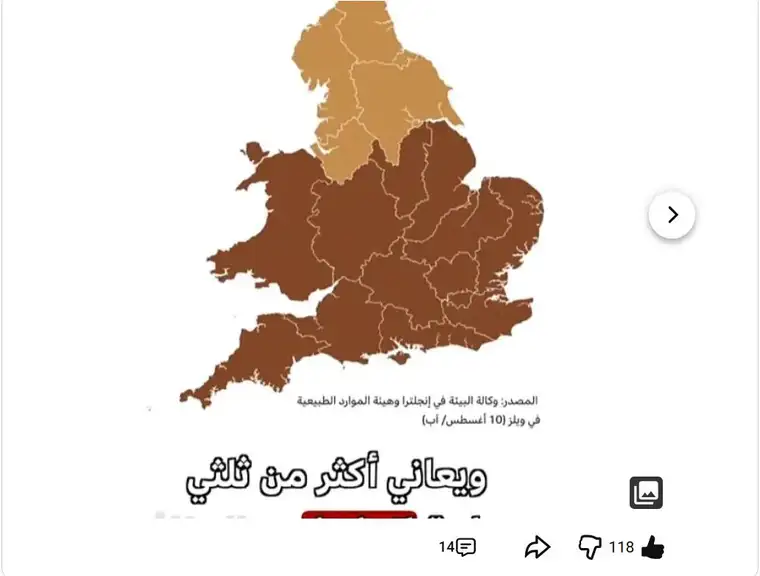 المصدر: وكالة البيئة في إنجلترا وهيئة الموارد الطبيعية
في ويلز (10 أغسطس/ آب)
ويعاني أكثر من ثلثي
14
118